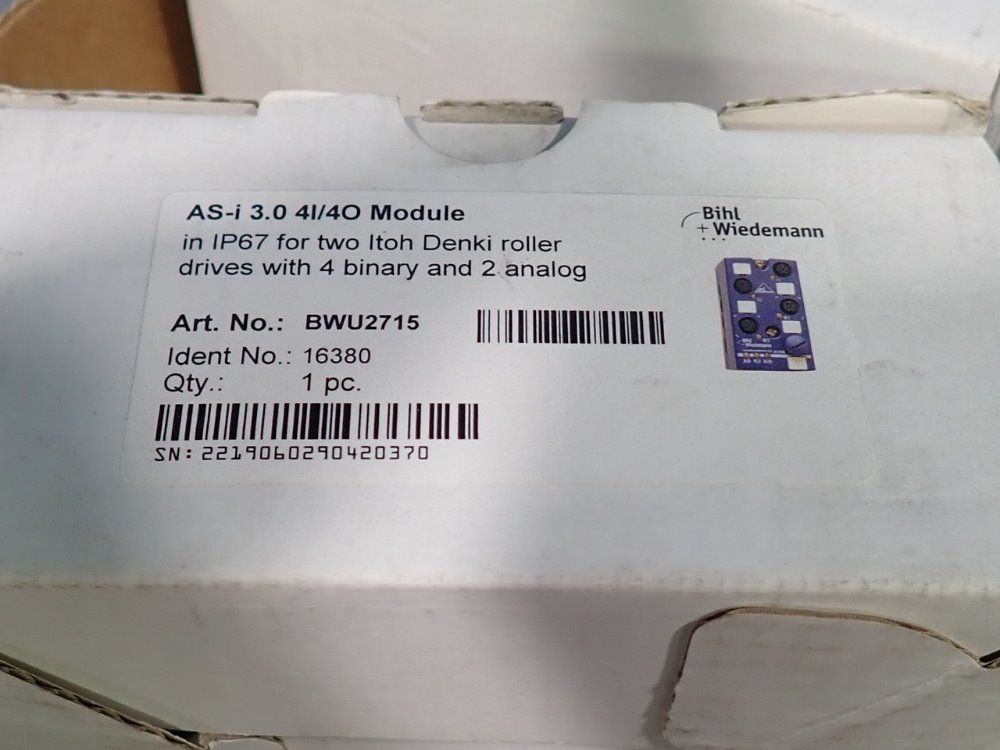 AS-i 3.0 4I/4O Module
in IP67 for two Itoh Denki roller
drives with 4 binary and 2 analog
Bihl
+ Wiedemann
Art. No.: BWU2715
Ident No.: 16380
Qty.: 1 pc.
SN: 2219060290420370